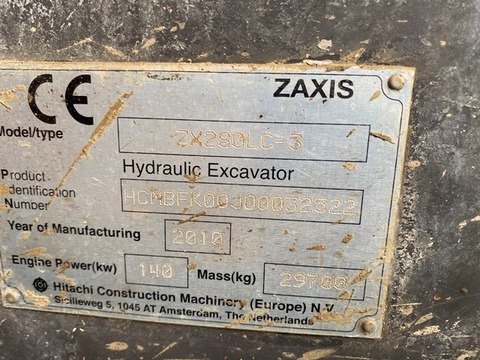 CE ZAXIS
Model/type ZX280LC-3
Hydraulic Excavator
Product
Identification
Number HCMBFK00J00032522
Year of Manufacturing 2010
Engine Power(kw) 140 Mass(kg) 29700
Hitachi Construction Machinery (Europe) N.V.
Sicilieweg 5, 1045 AT Amsterdam, The Netherlands